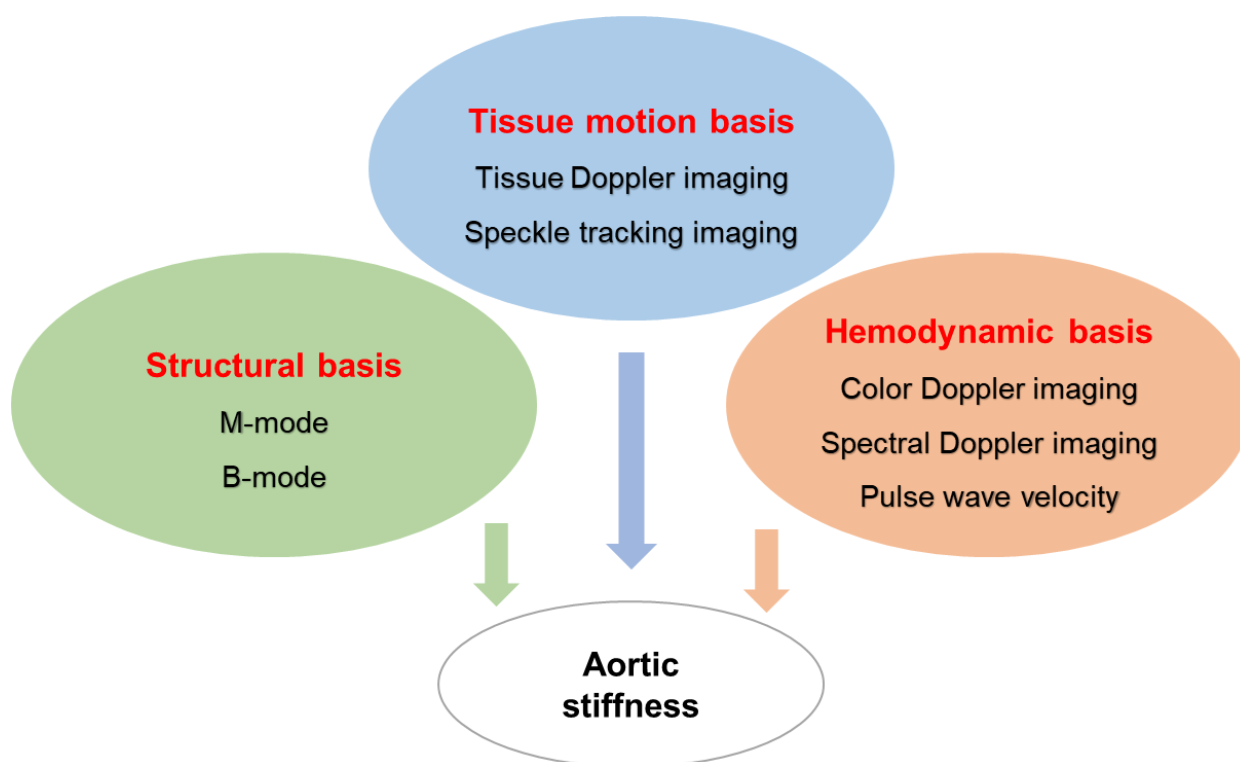 Tissue motion basis
Tissue Doppler imaging
Speckle tracking imaging
Structural basis
M-mode
B-mode
Hemodynamic basis
Color Doppler imaging
Spectral Doppler imaging
Pulse wave velocity
Aortic
stiffness